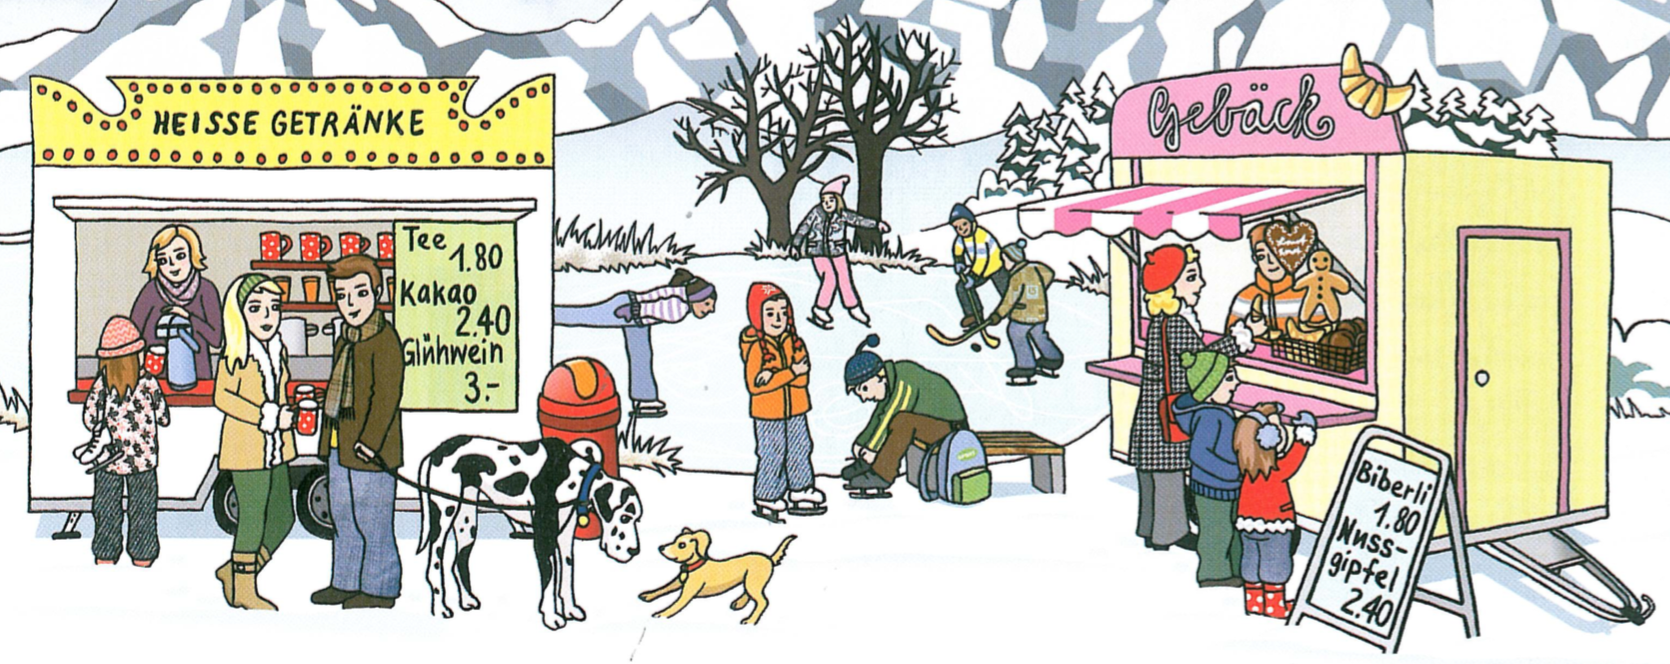 HEISSE GETRÄNKE
Tee
1.80
Kakao
2.40
Glühwein
3.-
Gebäck
Biberli
1.80
Nuss-
gipfel
2.40